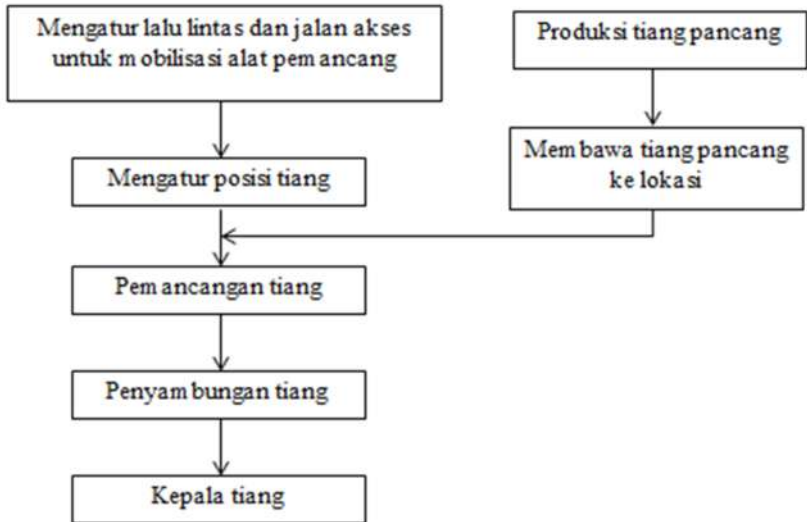 Mengatur lalu lintas dan jalan akses
untuk mobilisasi alat pemancang
Produksi tiang pancang
Mengatur posisi tiang
Membawa tiang pancang
ke lokasi
Pemancangan tiang
Penyambungan tiang
Kepala tiang